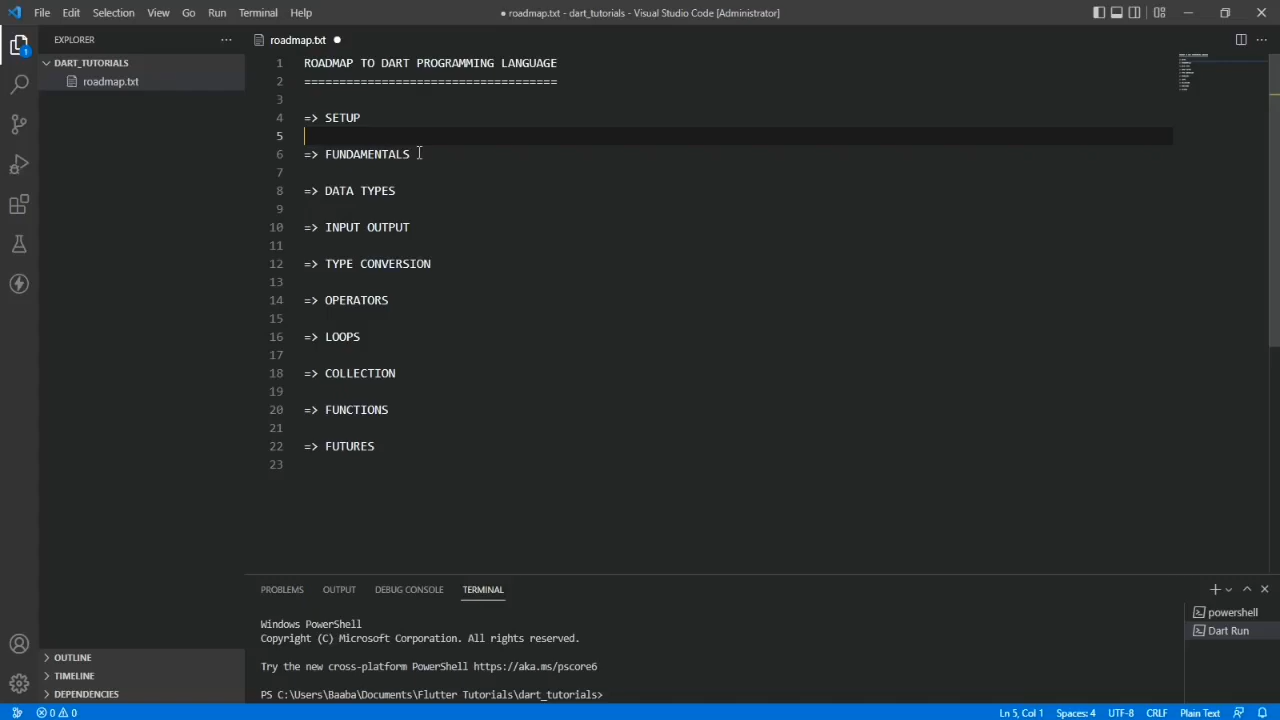 File Edit Selection View Go Run Terminal Help
● roadmap.txt - dart_tutorials - Visual Studio Code [Administrator]
EXPLORER
DART_TUTORIALS
roadmap.txt
1
roadmap.txt
1 ROADMAP TO DART PROGRAMMING LANGUAGE
2 ====================================
3
4 => SETUP
5
6 => FUNDAMENTALS
7
8 => DATA TYPES
9
10 => INPUT OUTPUT
11
12 => TYPE CONVERSION
13
14 => OPERATORS
15
16 => LOOPS
17
18 => COLLECTION
19
20 => FUNCTIONS
21
22 => FUTURES
23
PROBLEMS OUTPUT DEBUG CONSOLE TERMINAL
Windows PowerShell
Copyright (C) Microsoft Corporation. All rights reserved.
Try the new cross-platform PowerShell https://aka.ms/pscore6
PS C:\Users\Baaba\Documents\Flutter Tutorials\dart_tutorials>
powershell
Dart Run
OUTLINE
TIMELINE
DEPENDENCIES
0 0
Ln 5, Col 1 Spaces: 4 UTF-8 CRLF Plain Text